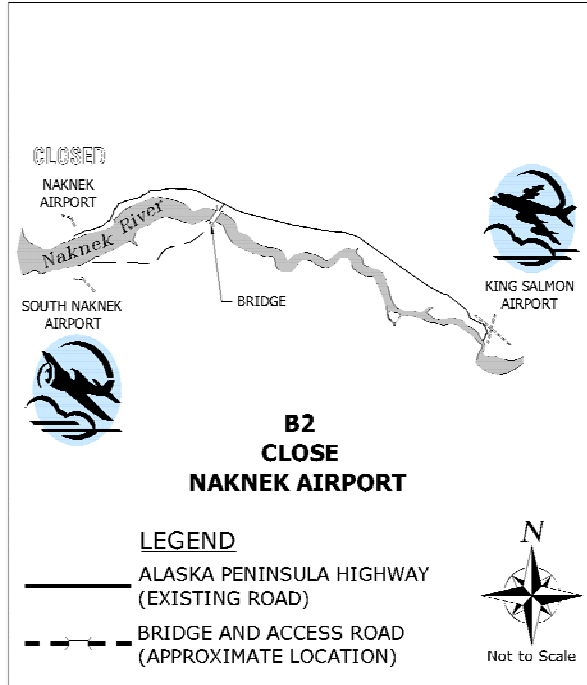 CLOSED
NAKNEK
AIRPORT
Naknek River
BRIDGE
SOUTH NAKNEK
AIRPORT
KING SALMON
AIRPORT
B2
CLOSE
NAKNEK AIRPORT
LEGEND
ALASKA PENINSULA HIGHWAY
(EXISTING ROAD)
BRIDGE AND ACCESS ROAD
(APPROXIMATE LOCATION)
N
Not to Scale